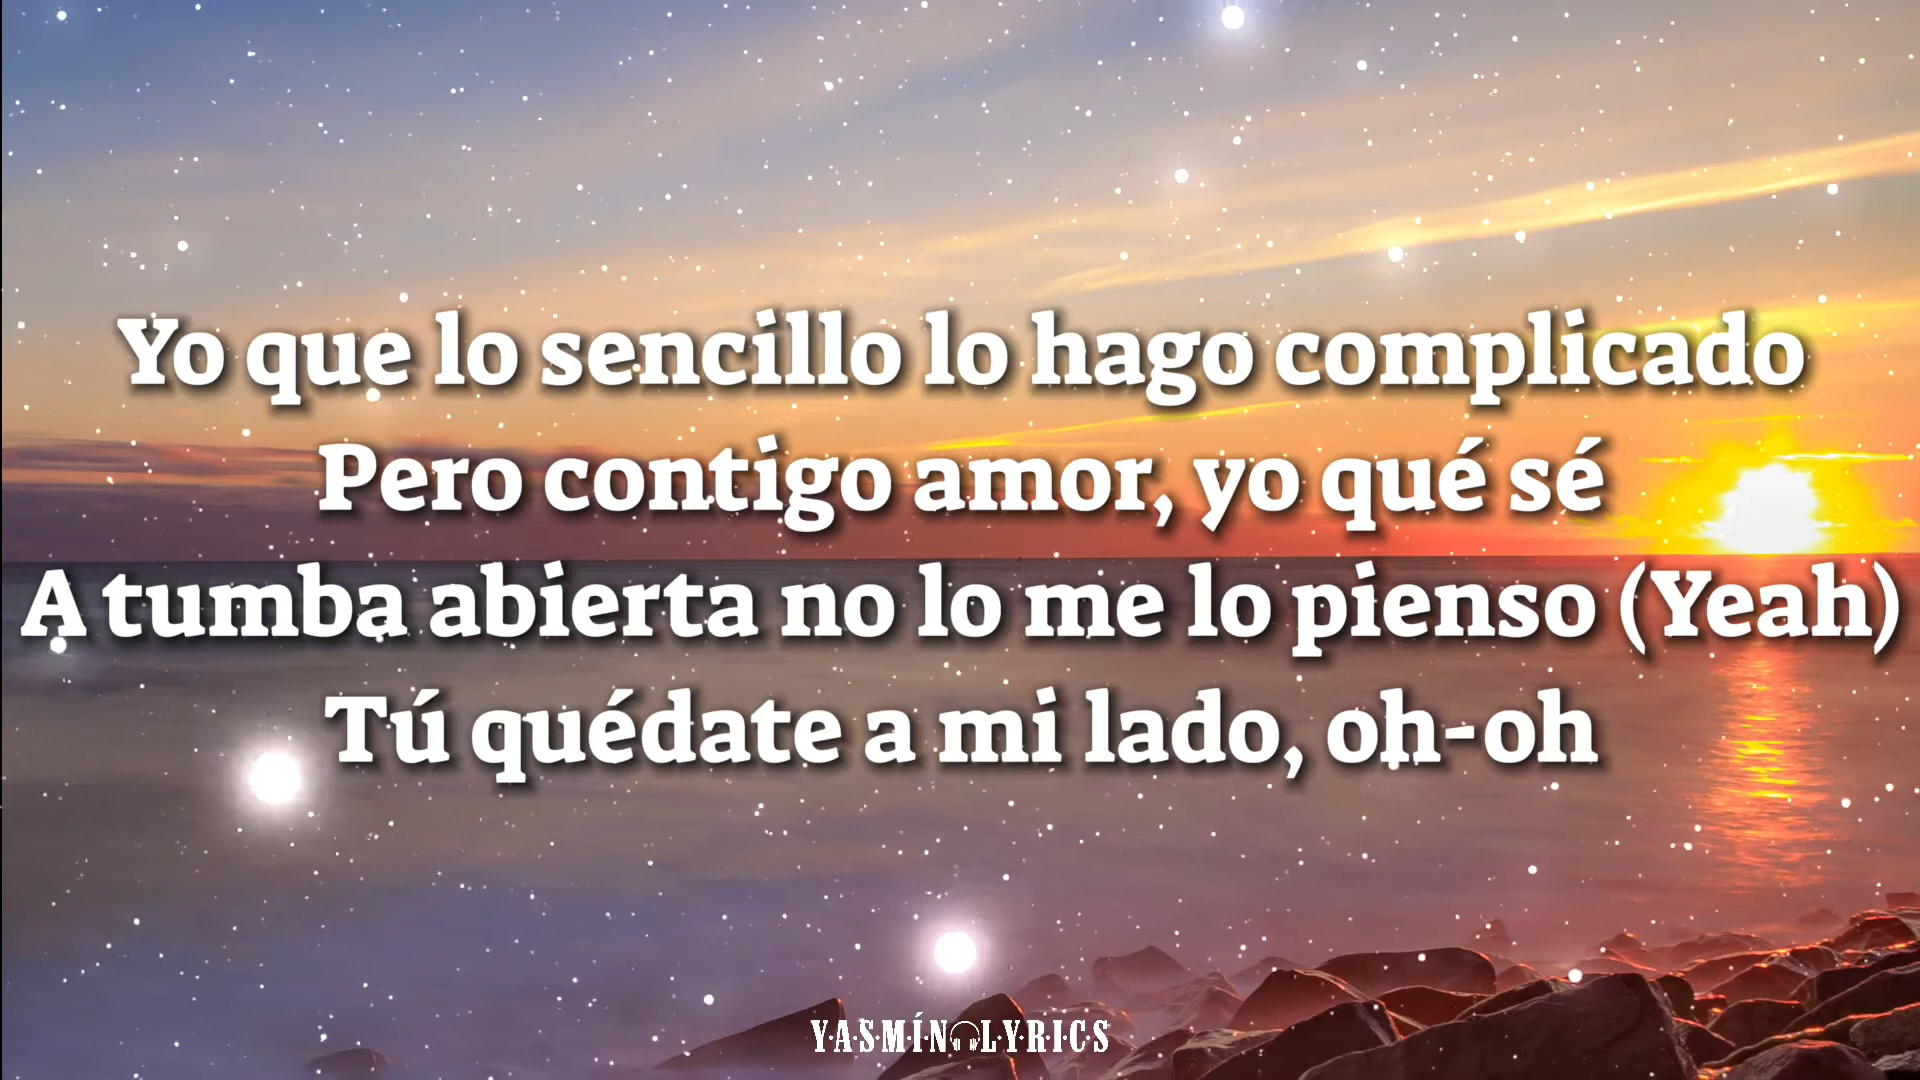 Yo que lo sencillo lo hago complicado
Pero contigo amor, yo qué sé
A tumba abierta no lo me lo pienso (Yeah)
Tú quédate a mi lado, oh-oh
YASMÍN LYRICS